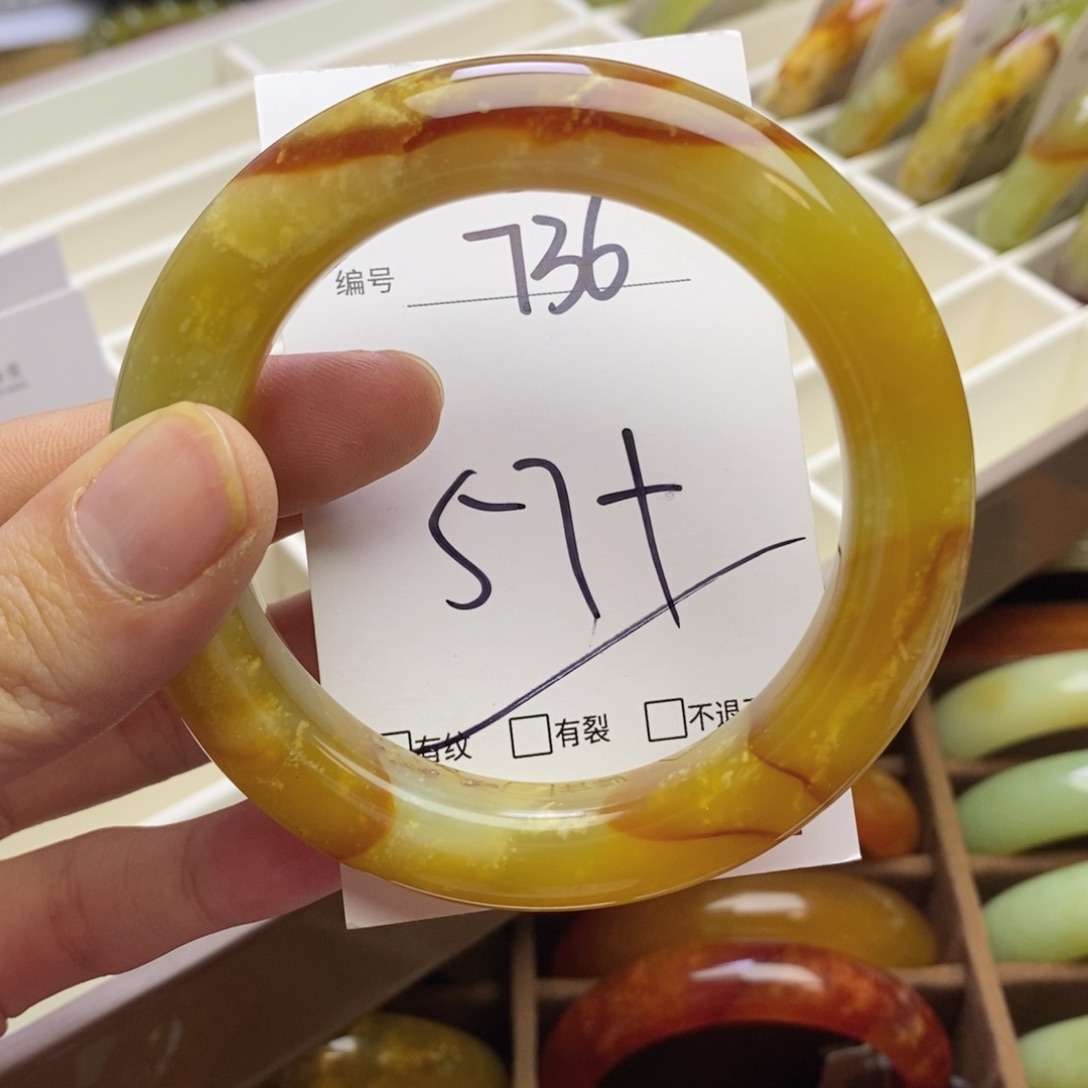 编号 736
57+
有纹 有裂 不退